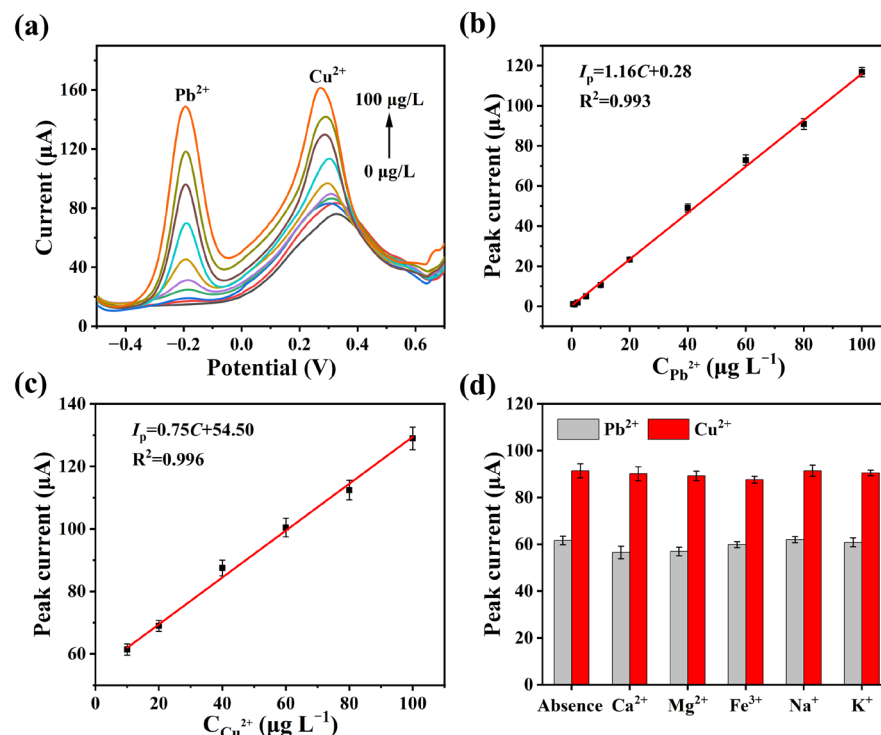 (a)
Pb²⁺
Cu²⁺
100 μg/L
0 μg/L
160
120
80
40
0
Current (μA)
−0.4 −0.2 0.0 0.2 0.4 0.6
Potential (V)
(b)
Iₚ=1.16C+0.28
R²=0.993
120
100
80
60
40
20
0
Peak current (μA)
0 20 40 60 80 100
C Pb²⁺ (μg L⁻¹)
(c)
Iₚ=0.75C+54.50
R²=0.996
140
120
100
80
60
Peak current (μA)
0 20 40 60 80 100
C Cu²⁺ (μg L⁻¹)
(d)
Pb²⁺ Cu²⁺
120
100
80
60
40
20
0
Peak current (μA)
Absence Ca²⁺ Mg²⁺ Fe³⁺ Na⁺ K⁺